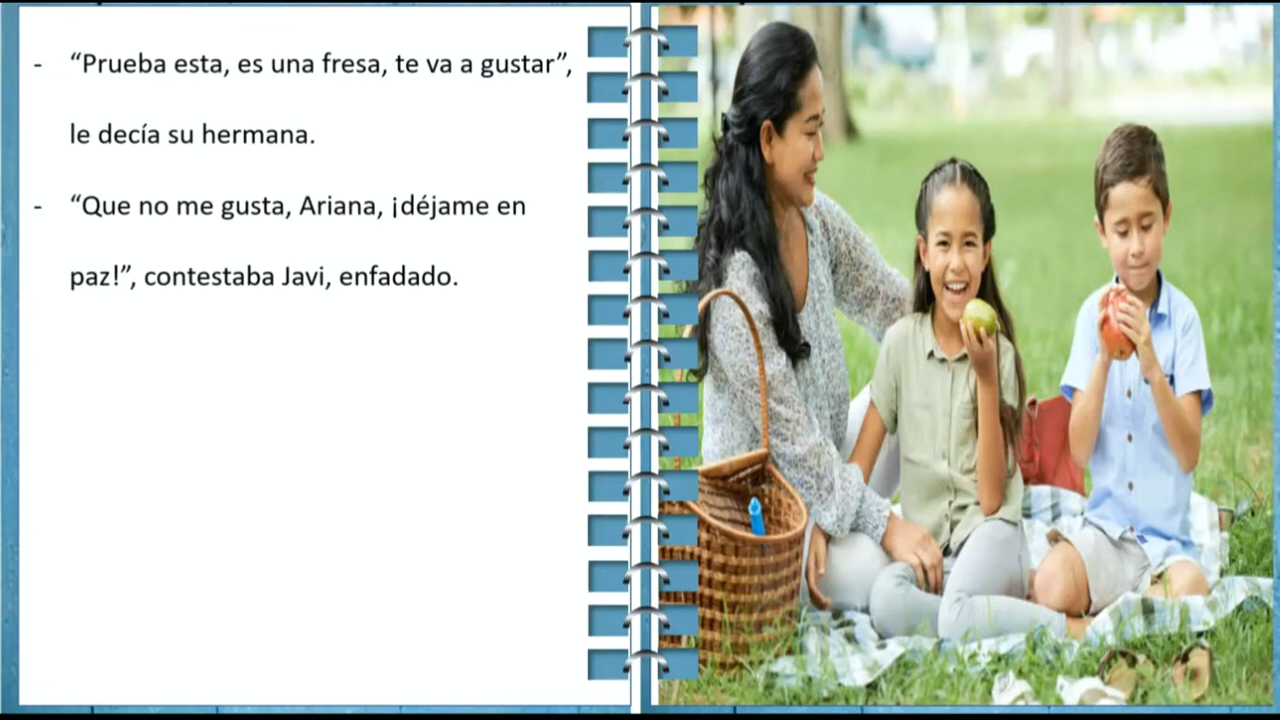 - “Prueba esta, es una fresa, te va a gustar”,
le decía su hermana.
- “Que no me gusta, Ariana, ¡déjame en
paz!”, contestaba Javi, enfadado.